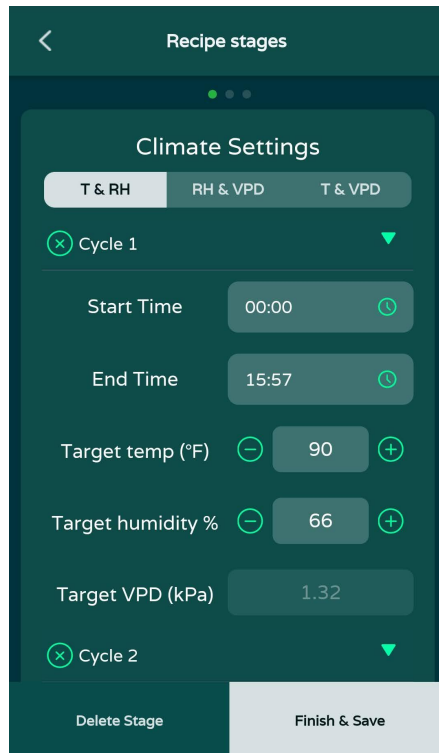 Recipe stages
Climate Settings
T & RH RH & VPD T & VPD
Cycle 1
Start Time 00:00
End Time 15:57
Target temp (°F) 90
Target humidity % 66
Target VPD (kPa) 1.32
Cycle 2
Delete Stage Finish & Save